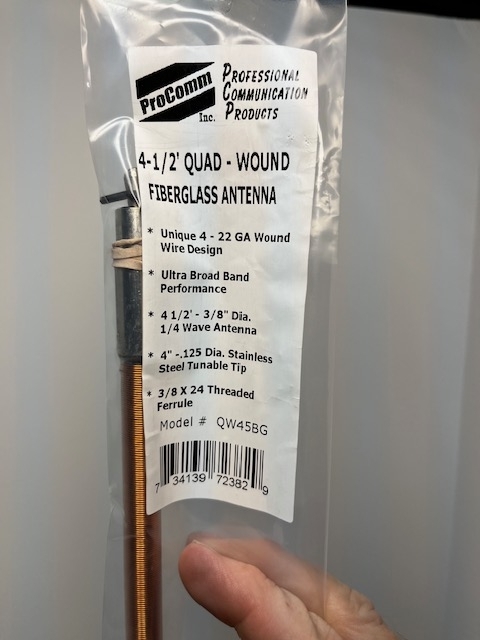 ProComm Inc.
PROFESSIONAL
COMMUNICATION
PRODUCTS
4-1/2' QUAD - WOUND
FIBERGLASS ANTENNA
* Unique 4 - 22 GA Wound
Wire Design
* Ultra Broad Band
Performance
* 4 1/2' - 3/8" Dia.
1/4 Wave Antenna
* 4" -.125 Dia. Stainless
Steel Tunable Tip
* 3/8 X 24 Threaded
Ferrule
Model # QW45BG
7 34139 72382 9